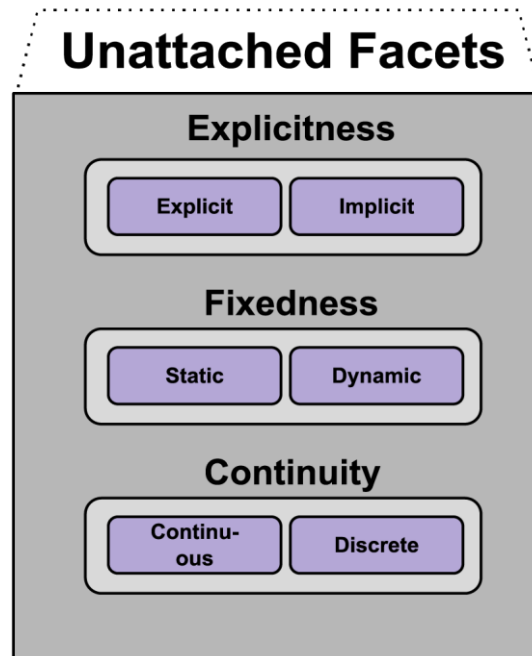 Unattached Facets
Explicitness
Explicit Implicit
Fixedness
Static Dynamic
Continuity
Continu-
ous
Discrete